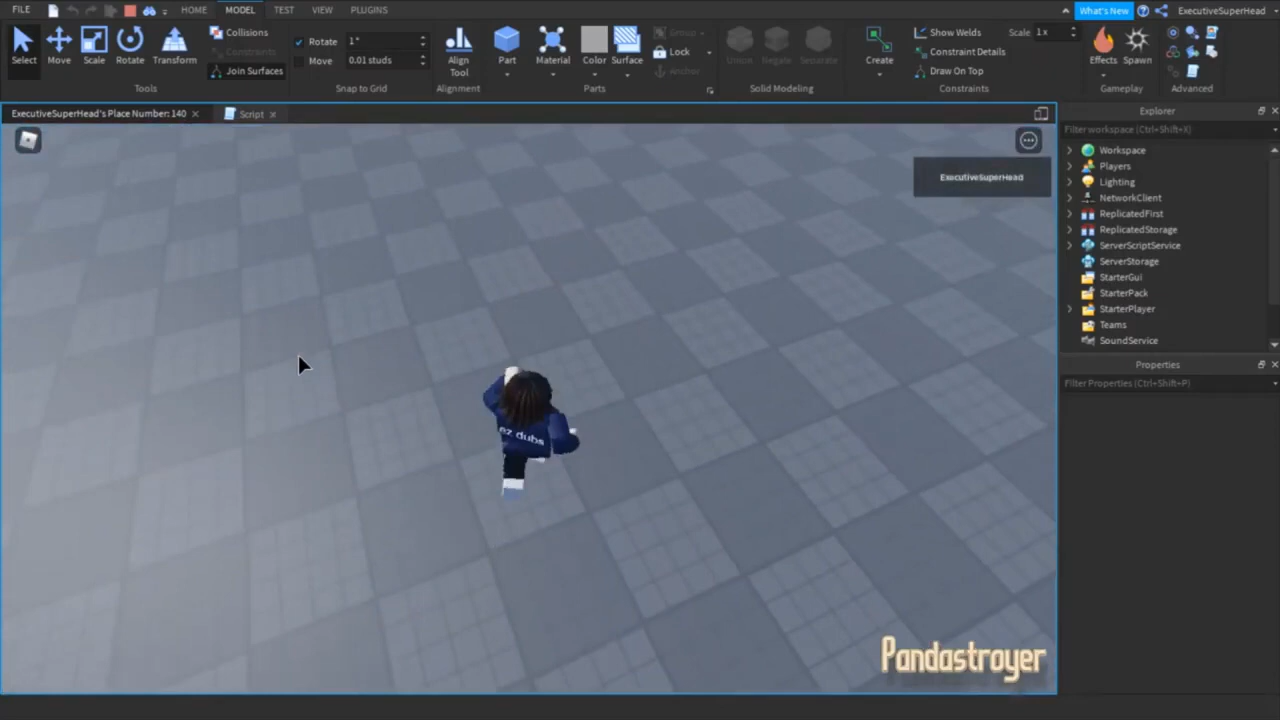 FILE HOME MODEL TEST VIEW PLUGINS What's New ExecutiveSuperHead
Select Move Scale Rotate Transform
Collisions
Constraints
Join Surfaces
Tools
Rotate 1°
Move 0.01 studs
Snap to Grid
Align Tool
Alignment
Part Material Color Surface
Group
Lock
Anchor
Parts
Union Negate Separate
Solid Modeling
Create
Show Welds Scale 1x
Constraint Details
Draw On Top
Constraints
Effects Spawn
Gameplay
Advanced
ExecutiveSuperHead's Place Number: 140 × Script ×
ExecutiveSuperHead
ez dubs
Pandastroyer
Explorer
Filter workspace (Ctrl+Shift+X)
Workspace
Players
Lighting
NetworkClient
ReplicatedFirst
ReplicatedStorage
ServerScriptService
ServerStorage
StarterGui
StarterPack
StarterPlayer
Teams
SoundService
Properties
Filter Properties (Ctrl+Shift+P)